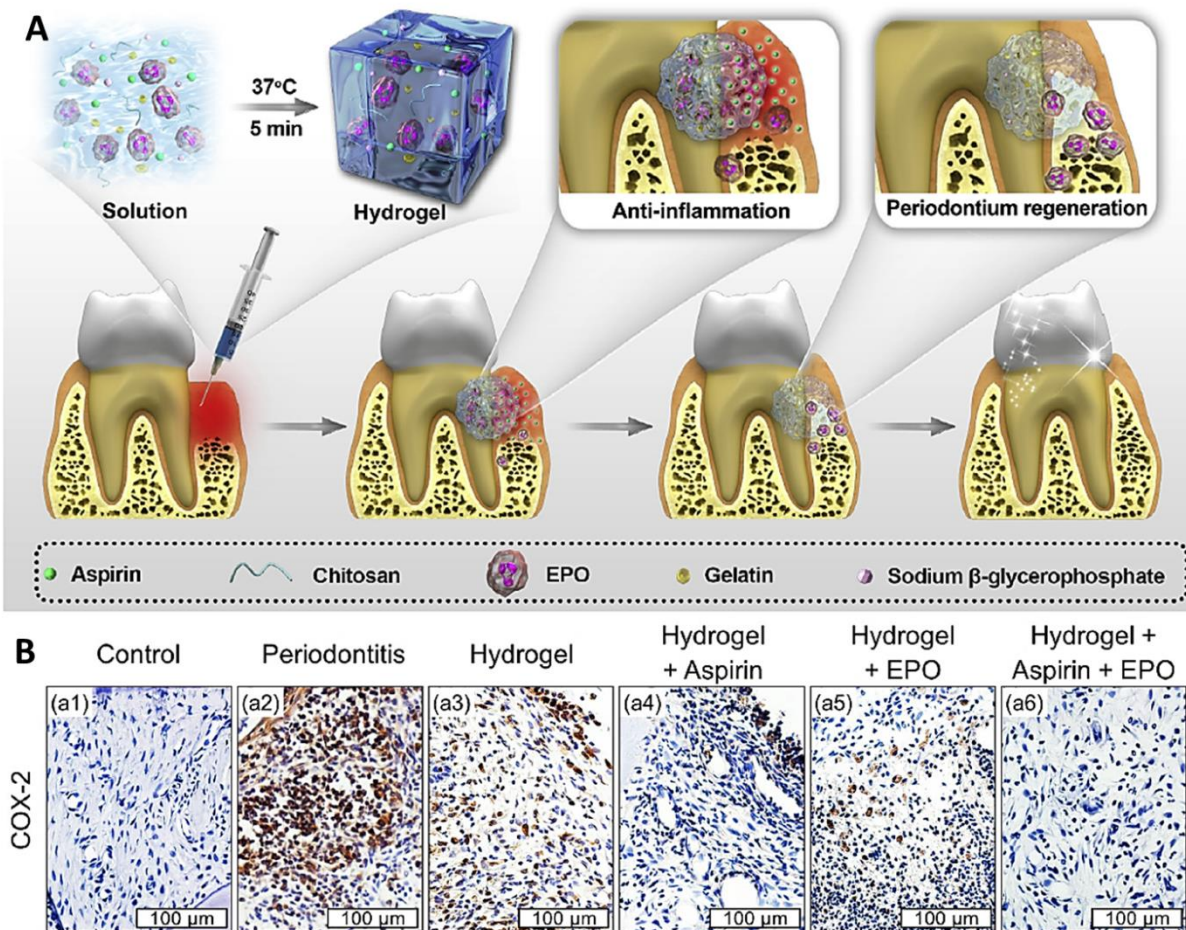 A
37°C
5 min
Solution
Hydrogel
Anti-inflammation
Periodontium regeneration
Aspirin
Chitosan
EPO
Gelatin
Sodium β-glycerophosphate
B
Control
Periodontitis
Hydrogel
Hydrogel
+ Aspirin
Hydrogel
+ EPO
Hydrogel +
Aspirin + EPO
COX-2
(a1)
(a2)
(a3)
(a4)
(a5)
(a6)
100 μm
100 μm
100 μm
100 μm
100 μm
100 μm